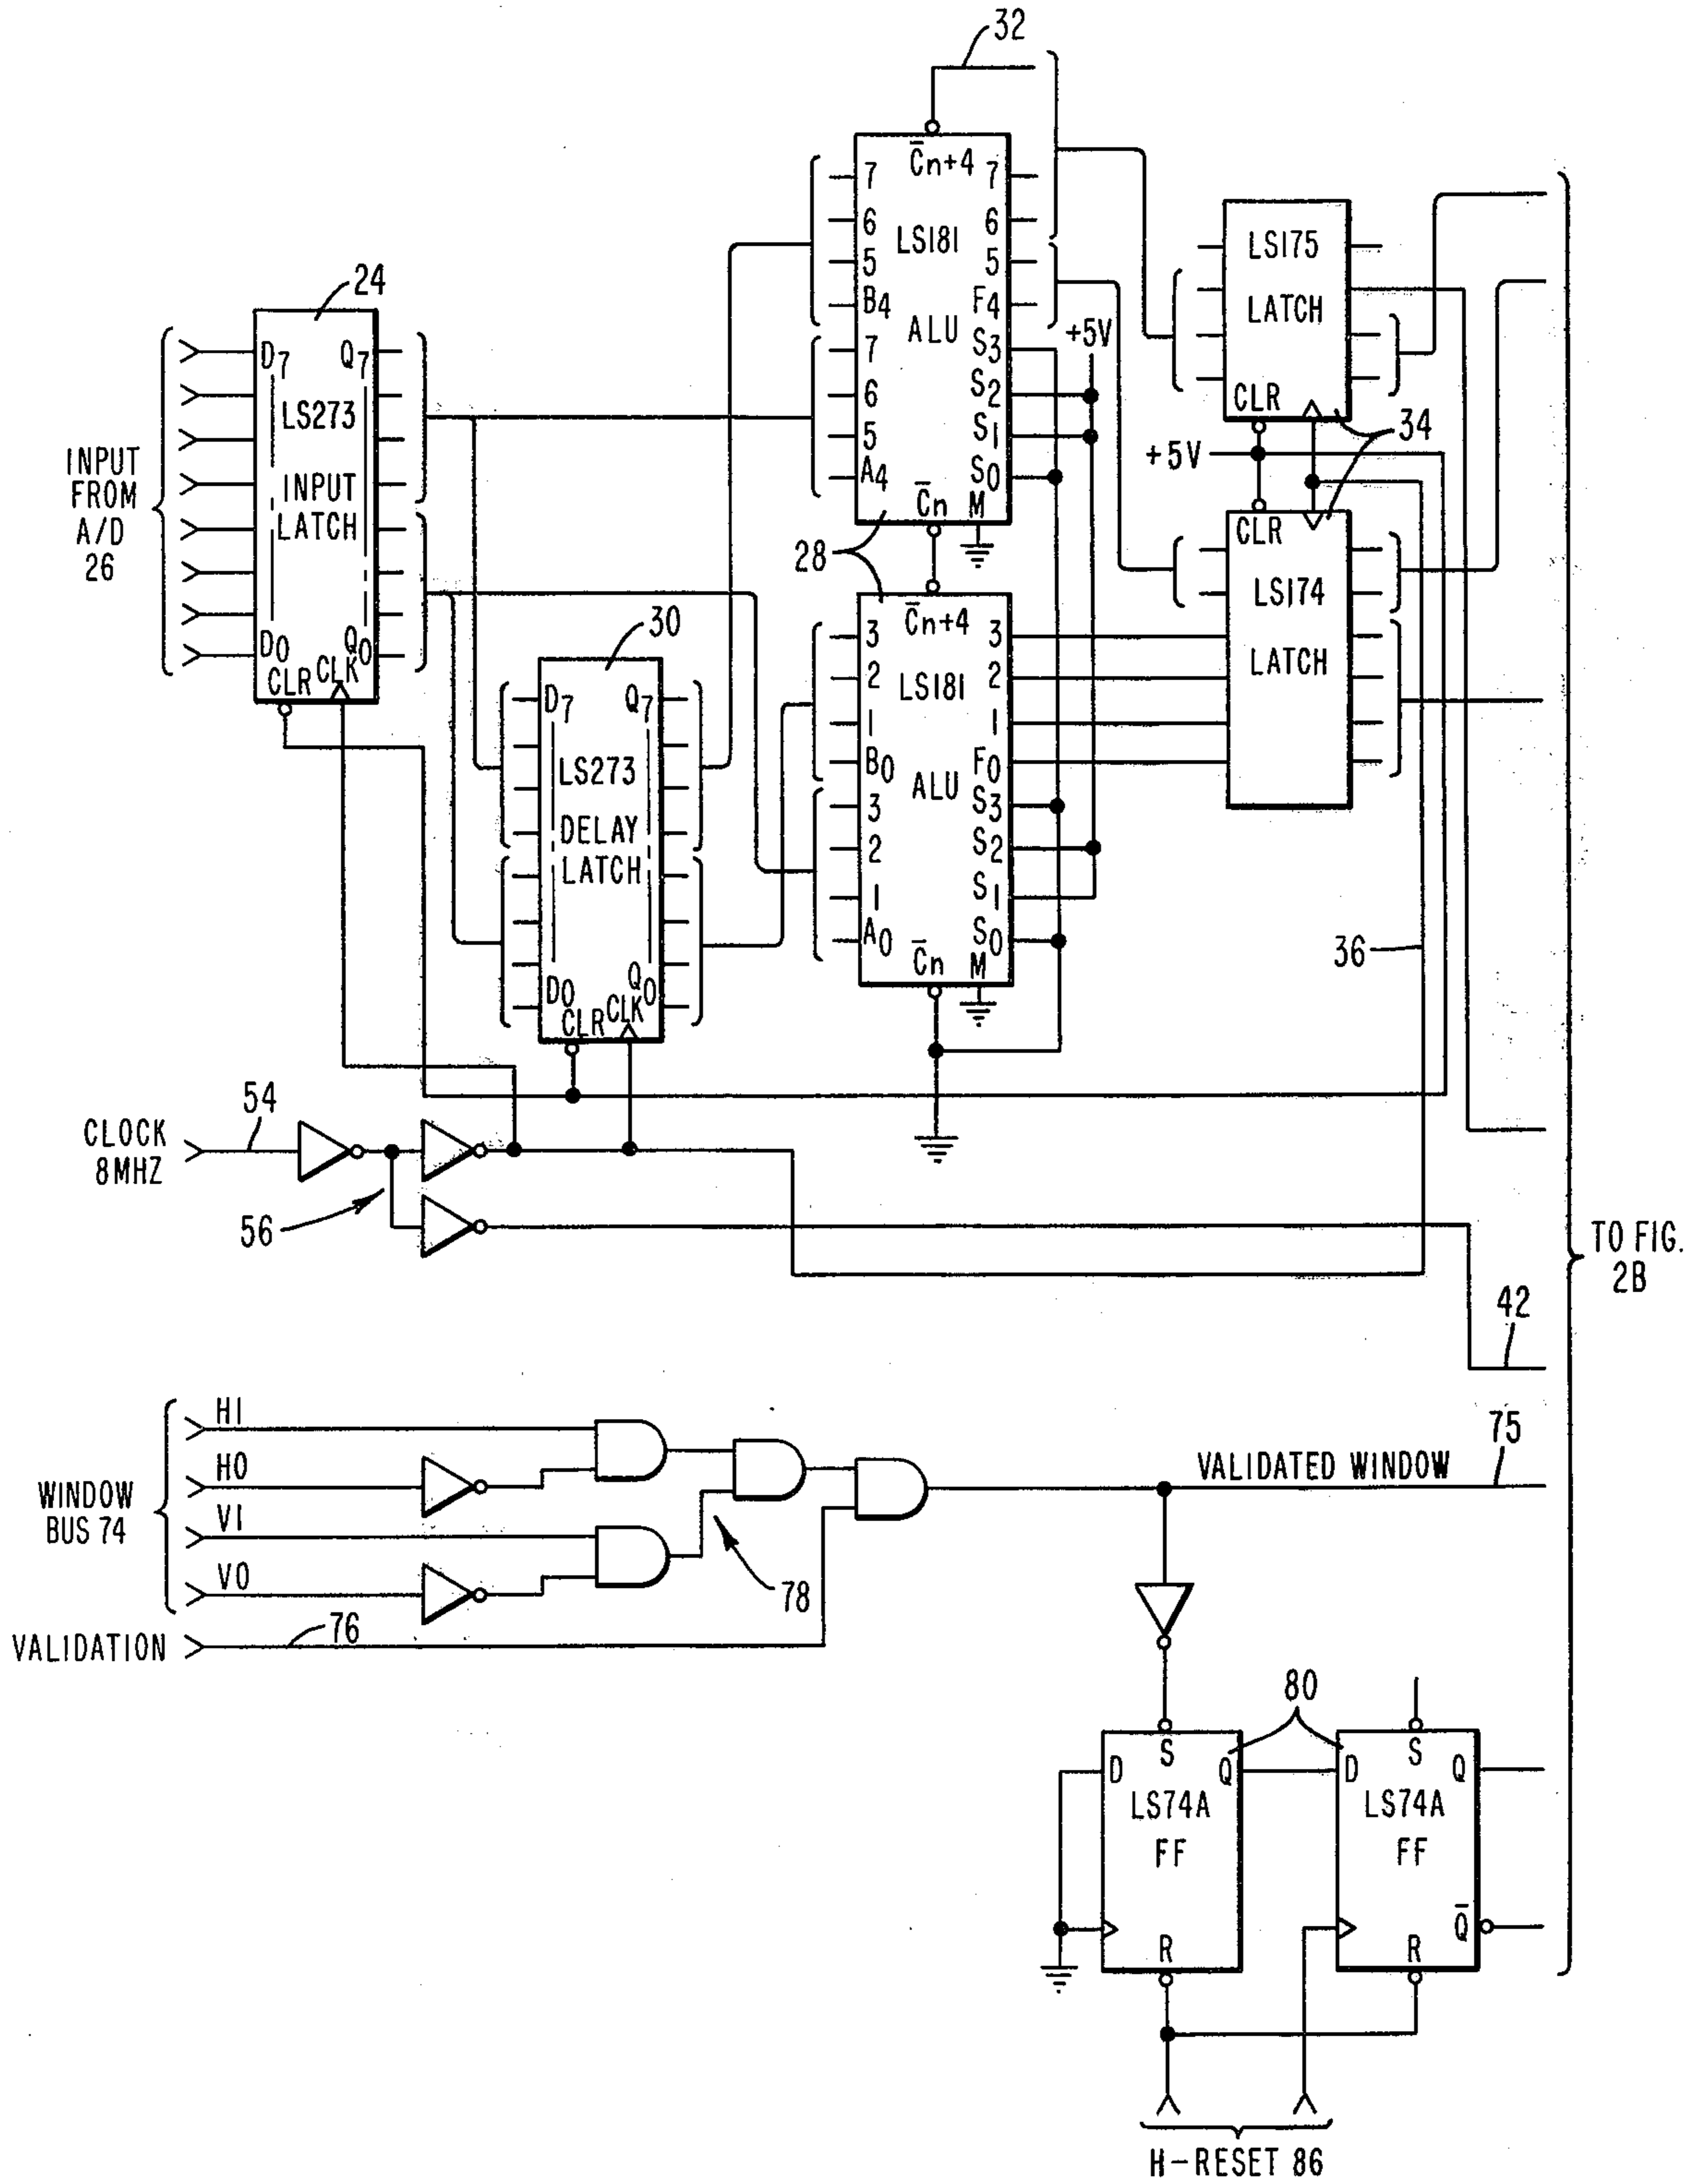 32
C̅n+4
7
7
6
6
LS181
5
5
B4
F4
ALU
7
S3
+5V
6
S2
5
S1
A4
S0
C̅n
M
28
LS175
LATCH
CLR
34
+5V
CLR
LS174
LATCH
24
D7
Q7
LS273
INPUT
LATCH
D0
Q0
CLR
CLK
INPUT
FROM
A/D
26
30
D7
Q7
LS273
DELAY
LATCH
D0
Q0
CLR
CLK
C̅n+4
3
3
2
2
LS181
1
1
B0
F0
ALU
3
S3
2
S2
1
S1
A0
S0
C̅n
M
36
CLOCK
8MHZ
54
56
TO FIG.
2B
42
WINDOW
BUS 74
H1
H0
V1
V0
VALIDATION
76
78
VALIDATED WINDOW
75
80
S
D
Q
LS74A
FF
R
S
D
Q
LS74A
FF
Q̅
R
H-RESET 86